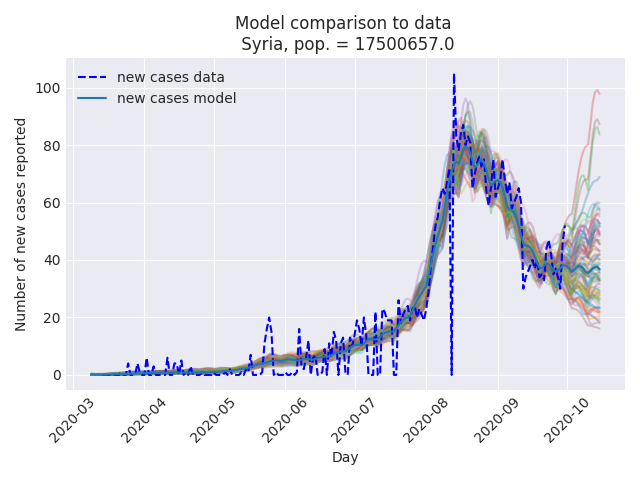 Model comparison to data
Syria, pop. = 17500657.0
new cases data
new cases model
Number of new cases reported
100
80
60
40
20
0
2020-03
2020-04
2020-05
2020-06
2020-07
2020-08
2020-09
2020-10
Day